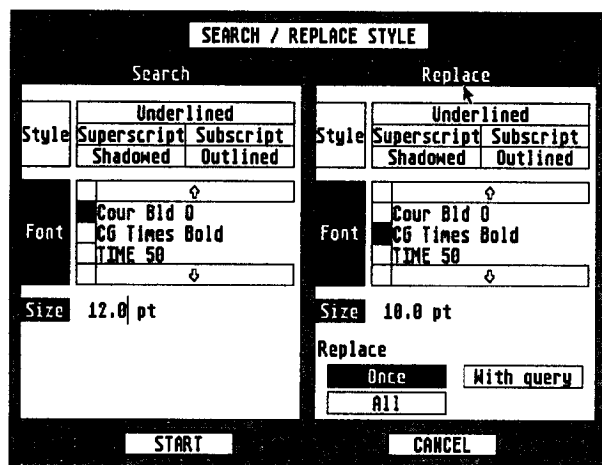 SEARCH / REPLACE STYLE
Search
Style
Underlined
Superscript Subscript
Shadowed Outlined
Font
⇧
Cour Bld 0
CG Times Bold
TIME 50
⇩
Size 12.0 pt
Replace
Style
Underlined
Superscript Subscript
Shadowed Outlined
Font
⇧
Cour Bld 0
CG Times Bold
TIME 50
⇩
Size 10.0 pt
Replace
Once With query
All
START CANCEL